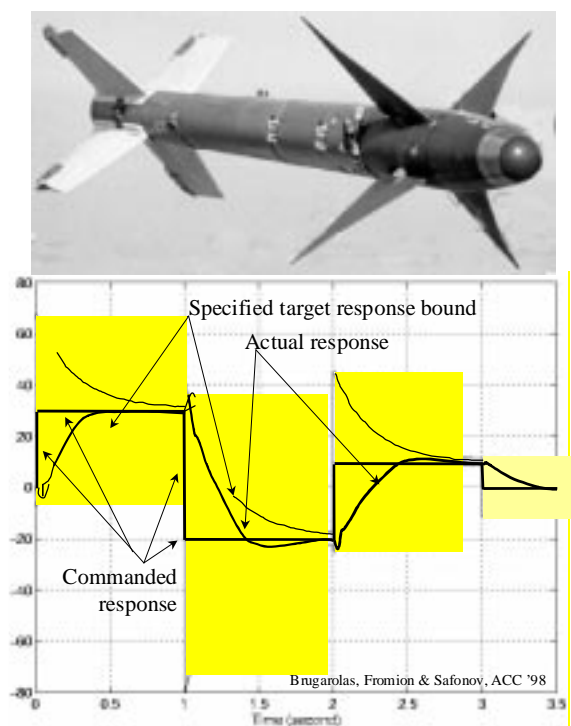 80
60
40
20
0
-20
-40
-60
-80
Specified target response bound
Actual response
Commanded
response
Brugarolas, Fromion & Safonov, ACC '98
0
0.5
1
1.5
2
2.5
3
3.5
Time (second)